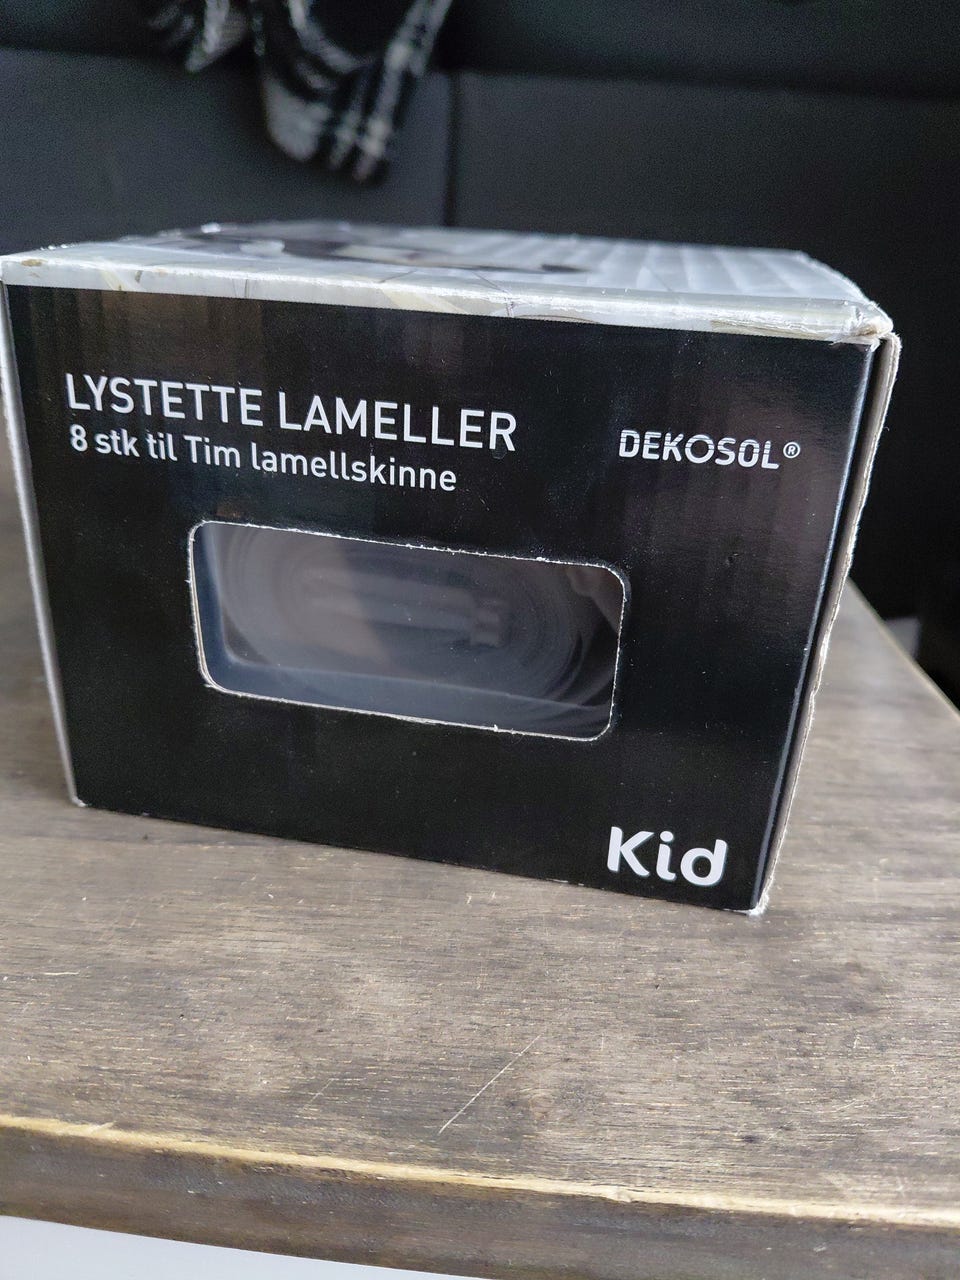 LYSTETTE LAMELLER
8 stk til Tim lamellskinne
DEKOSOL®
Kid